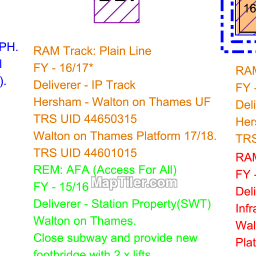 16
PH.
).
RAM Track: Plain Line
FY - 16/17*
Deliverer - IP Track
Hersham - Walton on Thames UF
TRS UID 44650315
Walton on Thames Platform 17/18.
TRS UID 44601015
REM: AFA (Access For All)
FY - 15/16
Deliverer - Station Property(SWT)
Walton on Thames.
Close subway and provide new
footbridge with 2 x lifts
MapTiler.com
RAM
FY -
Deli
Hers
TRS
RAM
FY -
Deli
Infra
Wal
Plat